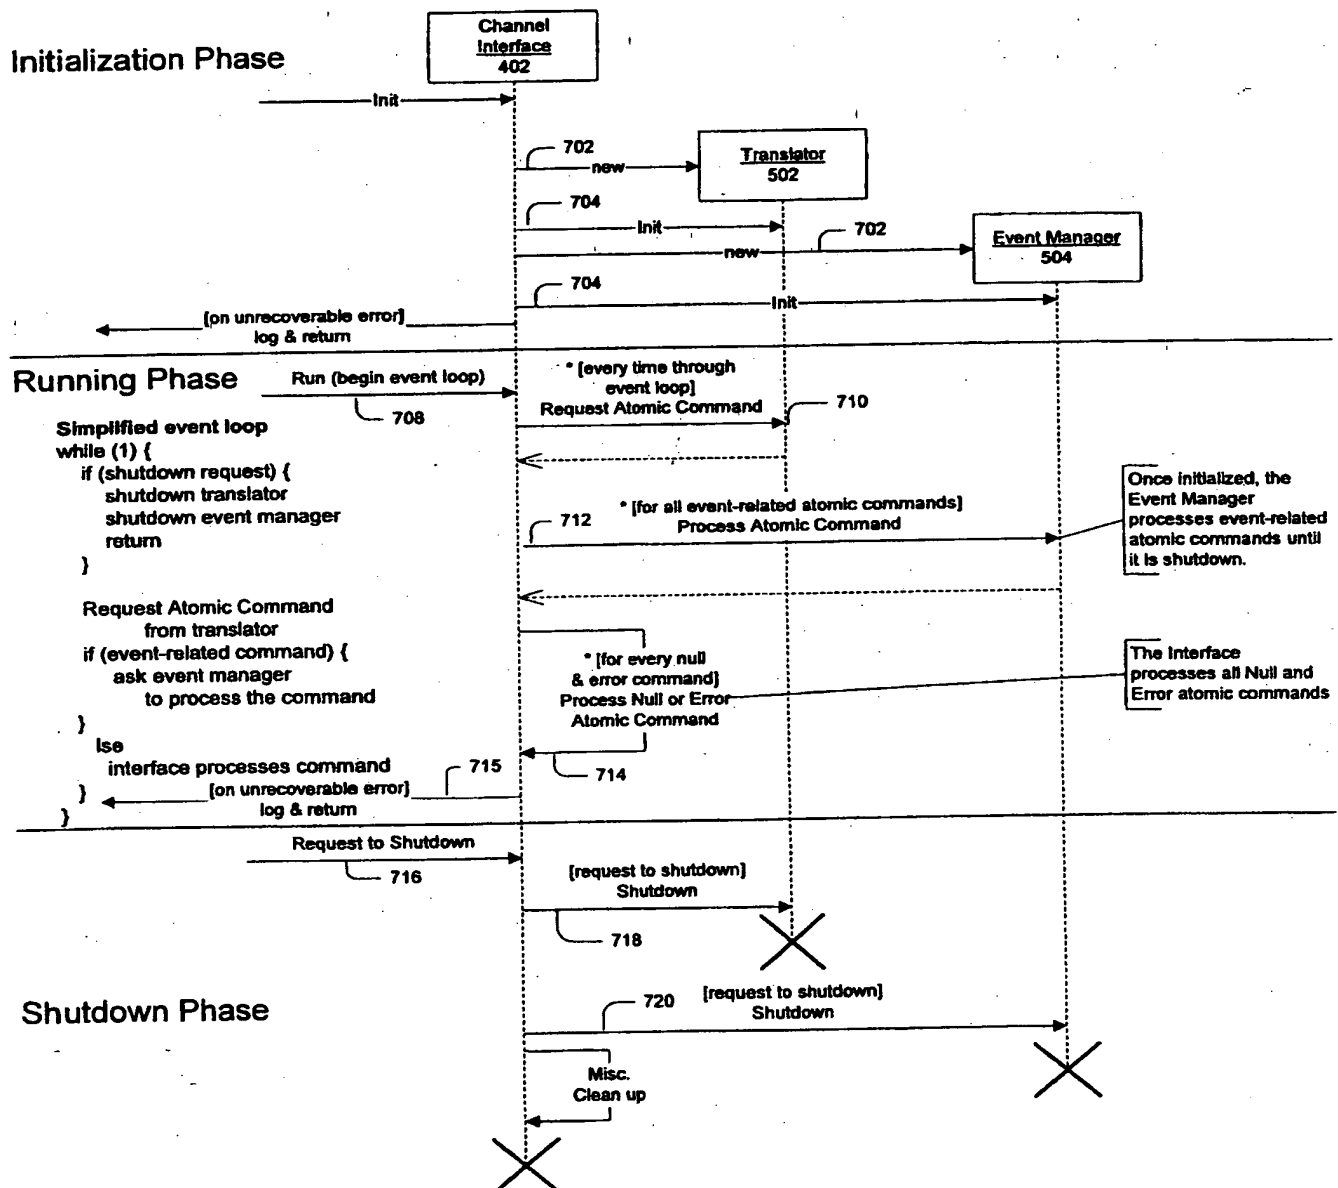 Channel
Interface
402
Initialization Phase
Init
702
new
Translator
502
704
Init
702
new
Event Manager
504
704
Init
[on unrecoverable error]
log & return
Running Phase
Run (begin event loop)
708
* [every time through
event loop]
Request Atomic Command
710
Simplified event loop
while (1) {
if (shutdown request) {
shutdown translator
shutdown event manager
return
}
712
* [for all event-related atomic commands]
Process Atomic Command
Once initialized, the
Event Manager
processes event-related
atomic commands until
it is shutdown.
Request Atomic Command
from translator
if (event-related command) {
ask event manager
to process the command
}
lse
interface processes command
}
}
* [for every null
& error command]
Process Null or Error
Atomic Command
714
The Interface
processes all Null and
Error atomic commands
715
[on unrecoverable error]
log & return
Request to Shutdown
716
[request to shutdown]
Shutdown
718
Shutdown Phase
720
[request to shutdown]
Shutdown
Misc.
Clean up